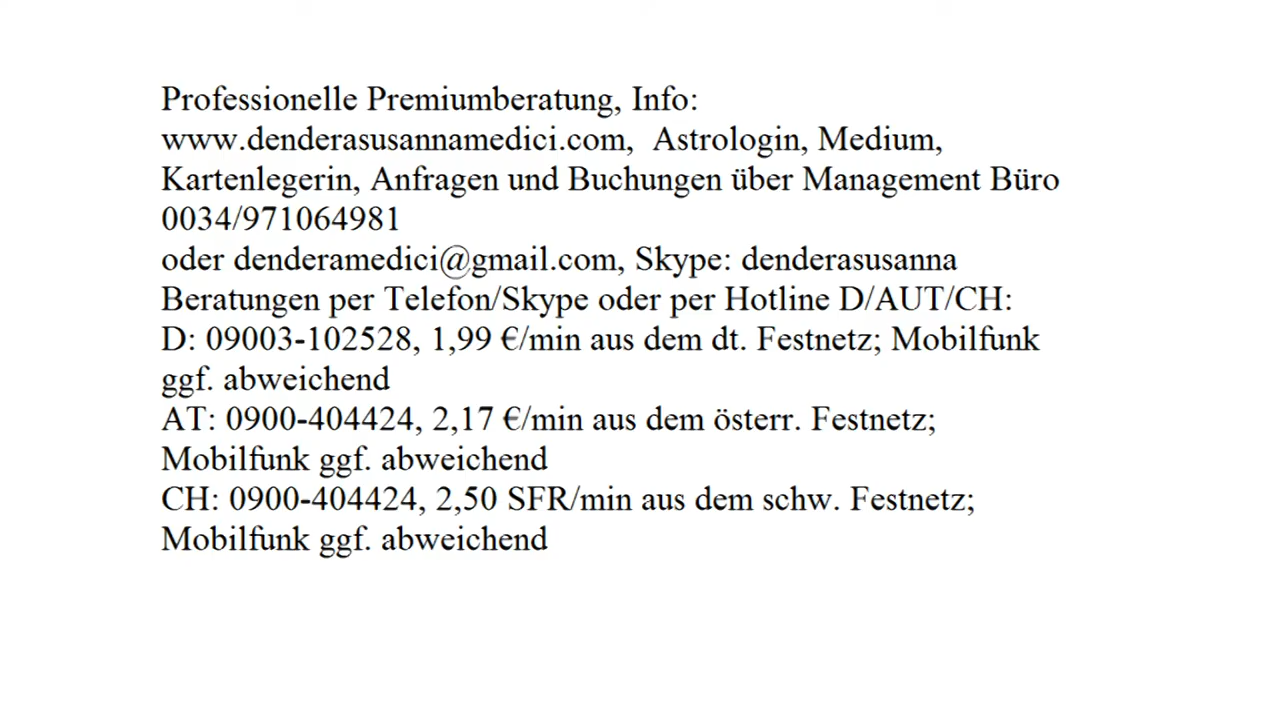 Professionelle Premiumberatung, Info:
www.denderasusannamedici.com,  Astrologin, Medium,
Kartenlegerin, Anfragen und Buchungen über Management Büro
0034/971064981
oder denderamedici@gmail.com, Skype: denderasusanna
Beratungen per Telefon/Skype oder per Hotline D/AUT/CH:
D: 09003-102528, 1,99 €/min aus dem dt. Festnetz; Mobilfunk
ggf. abweichend
AT: 0900-404424, 2,17 €/min aus dem österr. Festnetz;
Mobilfunk ggf. abweichend
CH: 0900-404424, 2,50 SFR/min aus dem schw. Festnetz;
Mobilfunk ggf. abweichend